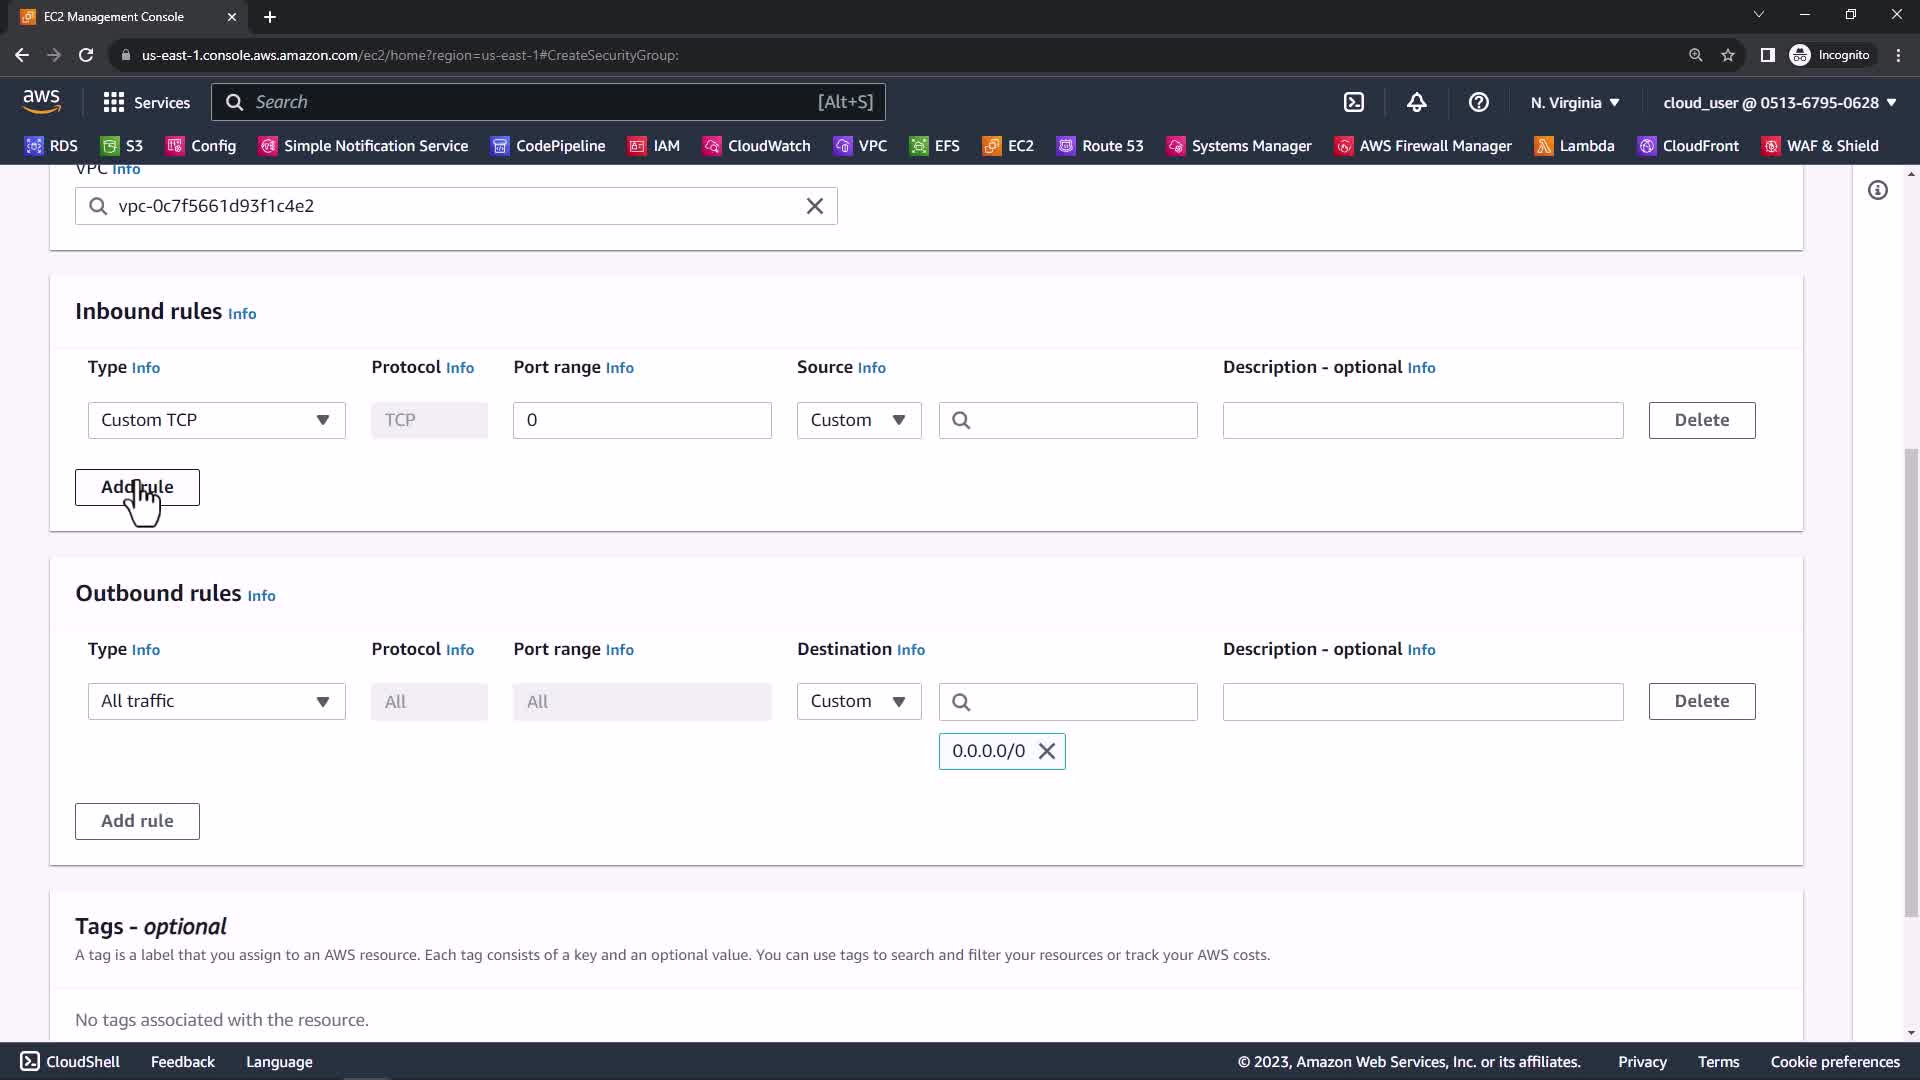 EC2 Management Console
us-east-1.console.aws.amazon.com/ec2/home?region=us-east-1#CreateSecurityGroup:
Incognito
aws
Services
Search
[Alt+S]
N. Virginia
cloud_user @ 0513-6795-0628
RDS
S3
Config
Simple Notification Service
CodePipeline
IAM
CloudWatch
VPC
EFS
EC2
Route 53
Systems Manager
AWS Firewall Manager
Lambda
CloudFront
WAF & Shield
VPC Info
vpc-0c7f5661d93f1c4e2
Inbound rules Info
Type Info
Protocol Info
Port range Info
Source Info
Description - optional Info
Custom TCP
TCP
0
Custom
Delete
Add rule
Outbound rules Info
Type Info
Protocol Info
Port range Info
Destination Info
Description - optional Info
All traffic
All
All
Custom
Delete
0.0.0.0/0
Add rule
Tags - optional
A tag is a label that you assign to an AWS resource. Each tag consists of a key and an optional value. You can use tags to search and filter your resources or track your AWS costs.
No tags associated with the resource.
CloudShell
Feedback
Language
© 2023, Amazon Web Services, Inc. or its affiliates.
Privacy
Terms
Cookie preferences